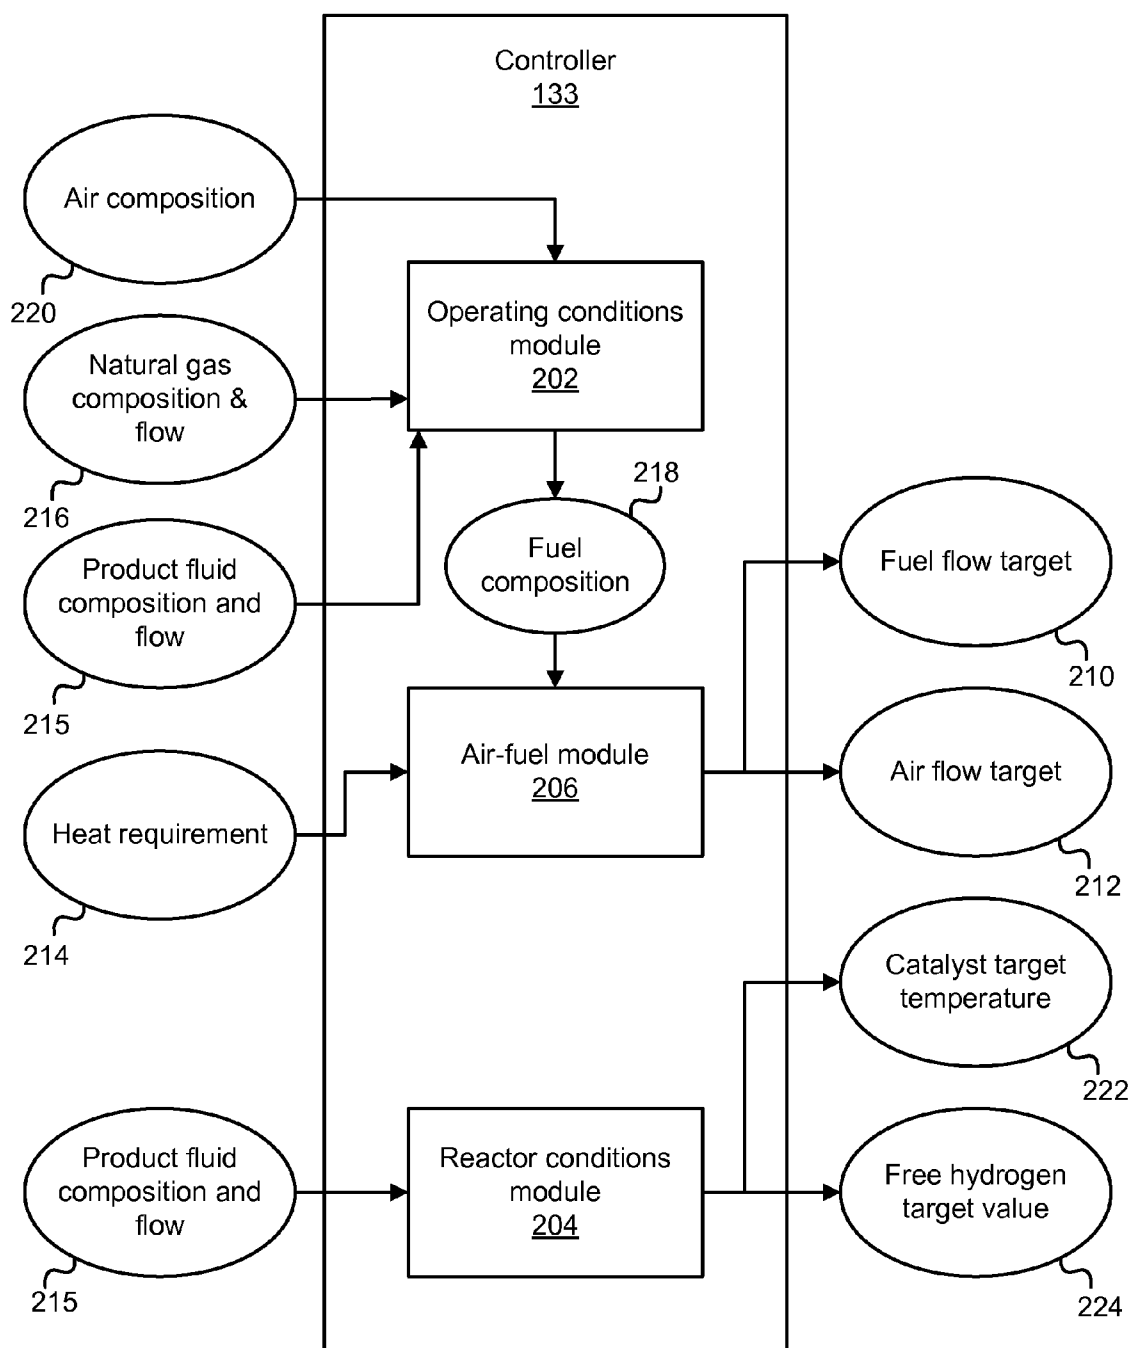 Controller
133
Air composition
220
Operating conditions
module
202
Natural gas
composition &
flow
216
218
Fuel
composition
Product fluid
composition and
flow
215
Fuel flow target
210
Air-fuel module
206
Air flow target
212
Heat requirement
214
Catalyst target
temperature
222
Product fluid
composition and
flow
215
Reactor conditions
module
204
Free hydrogen
target value
224